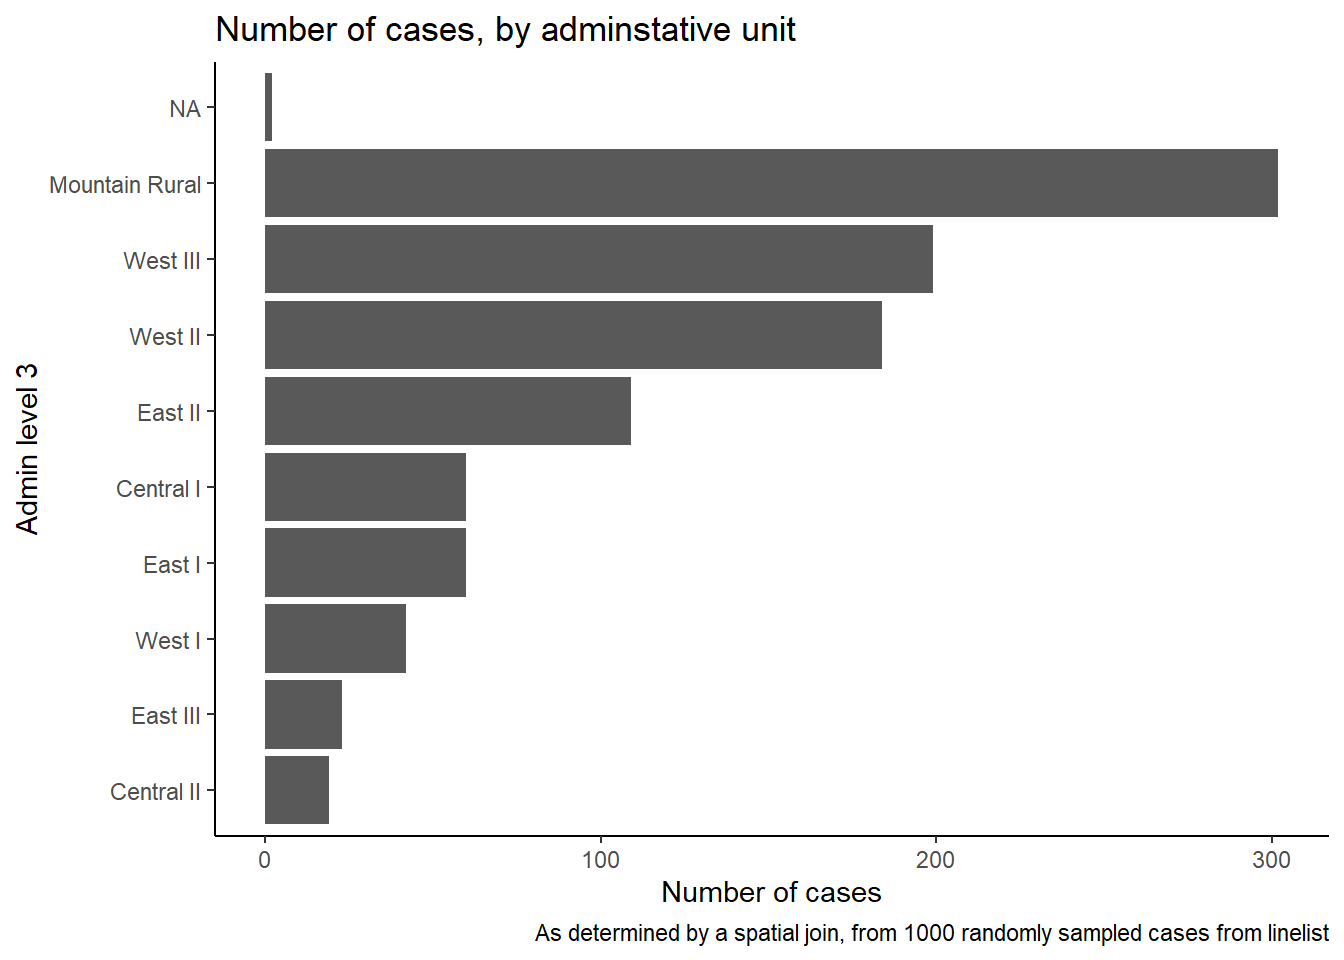 Number of cases, by adminstative unit
NA
Mountain Rural
West III
West II
East II
Central I
East I
West I
East III
Central II
Admin level 3
0 100 200 300
Number of cases
As determined by a spatial join, from 1000 randomly sampled cases from linelist